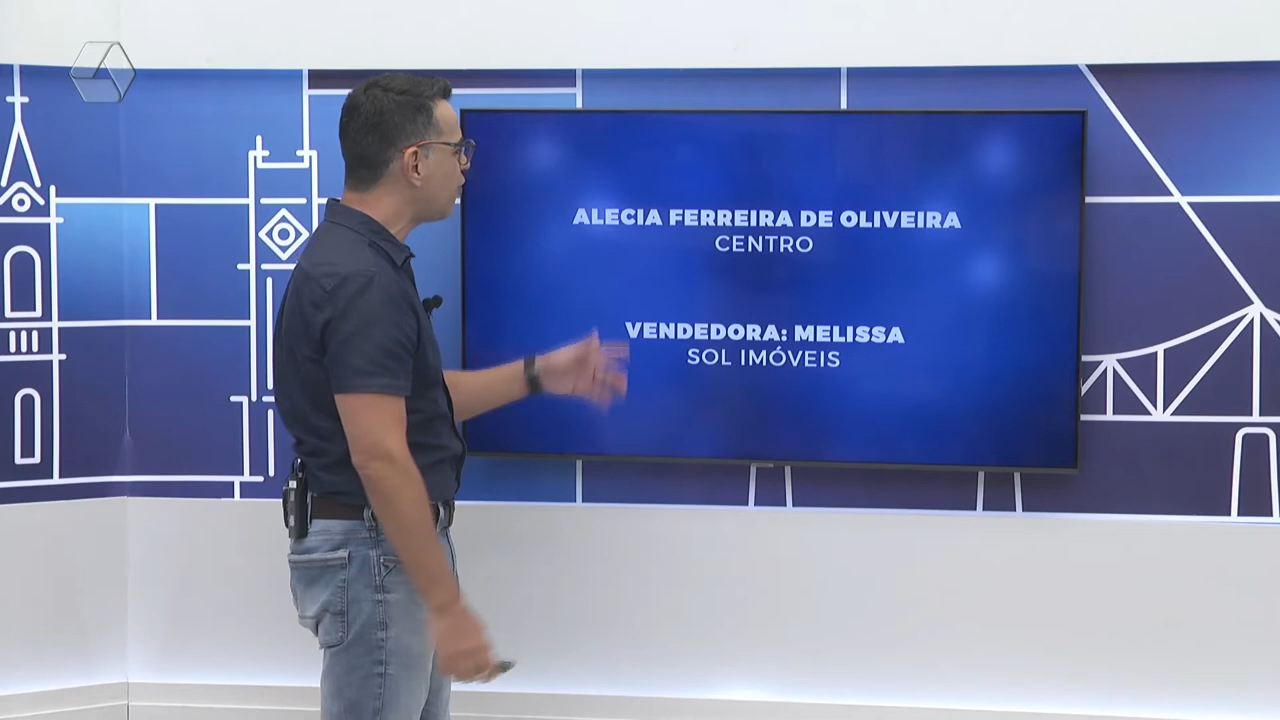 ALECIA FERREIRA DE OLIVEIRA
CENTRO
VENDEDORA: MELISSA
SOL IMÓVEIS